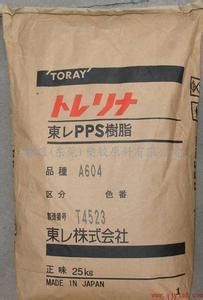 'TORAY'
トレリナ
東レPPS樹脂
品種 A604
区分 色番
製造番号 T4523
東レ株式会社
正味 25kg
MADE IN JAPAN
1